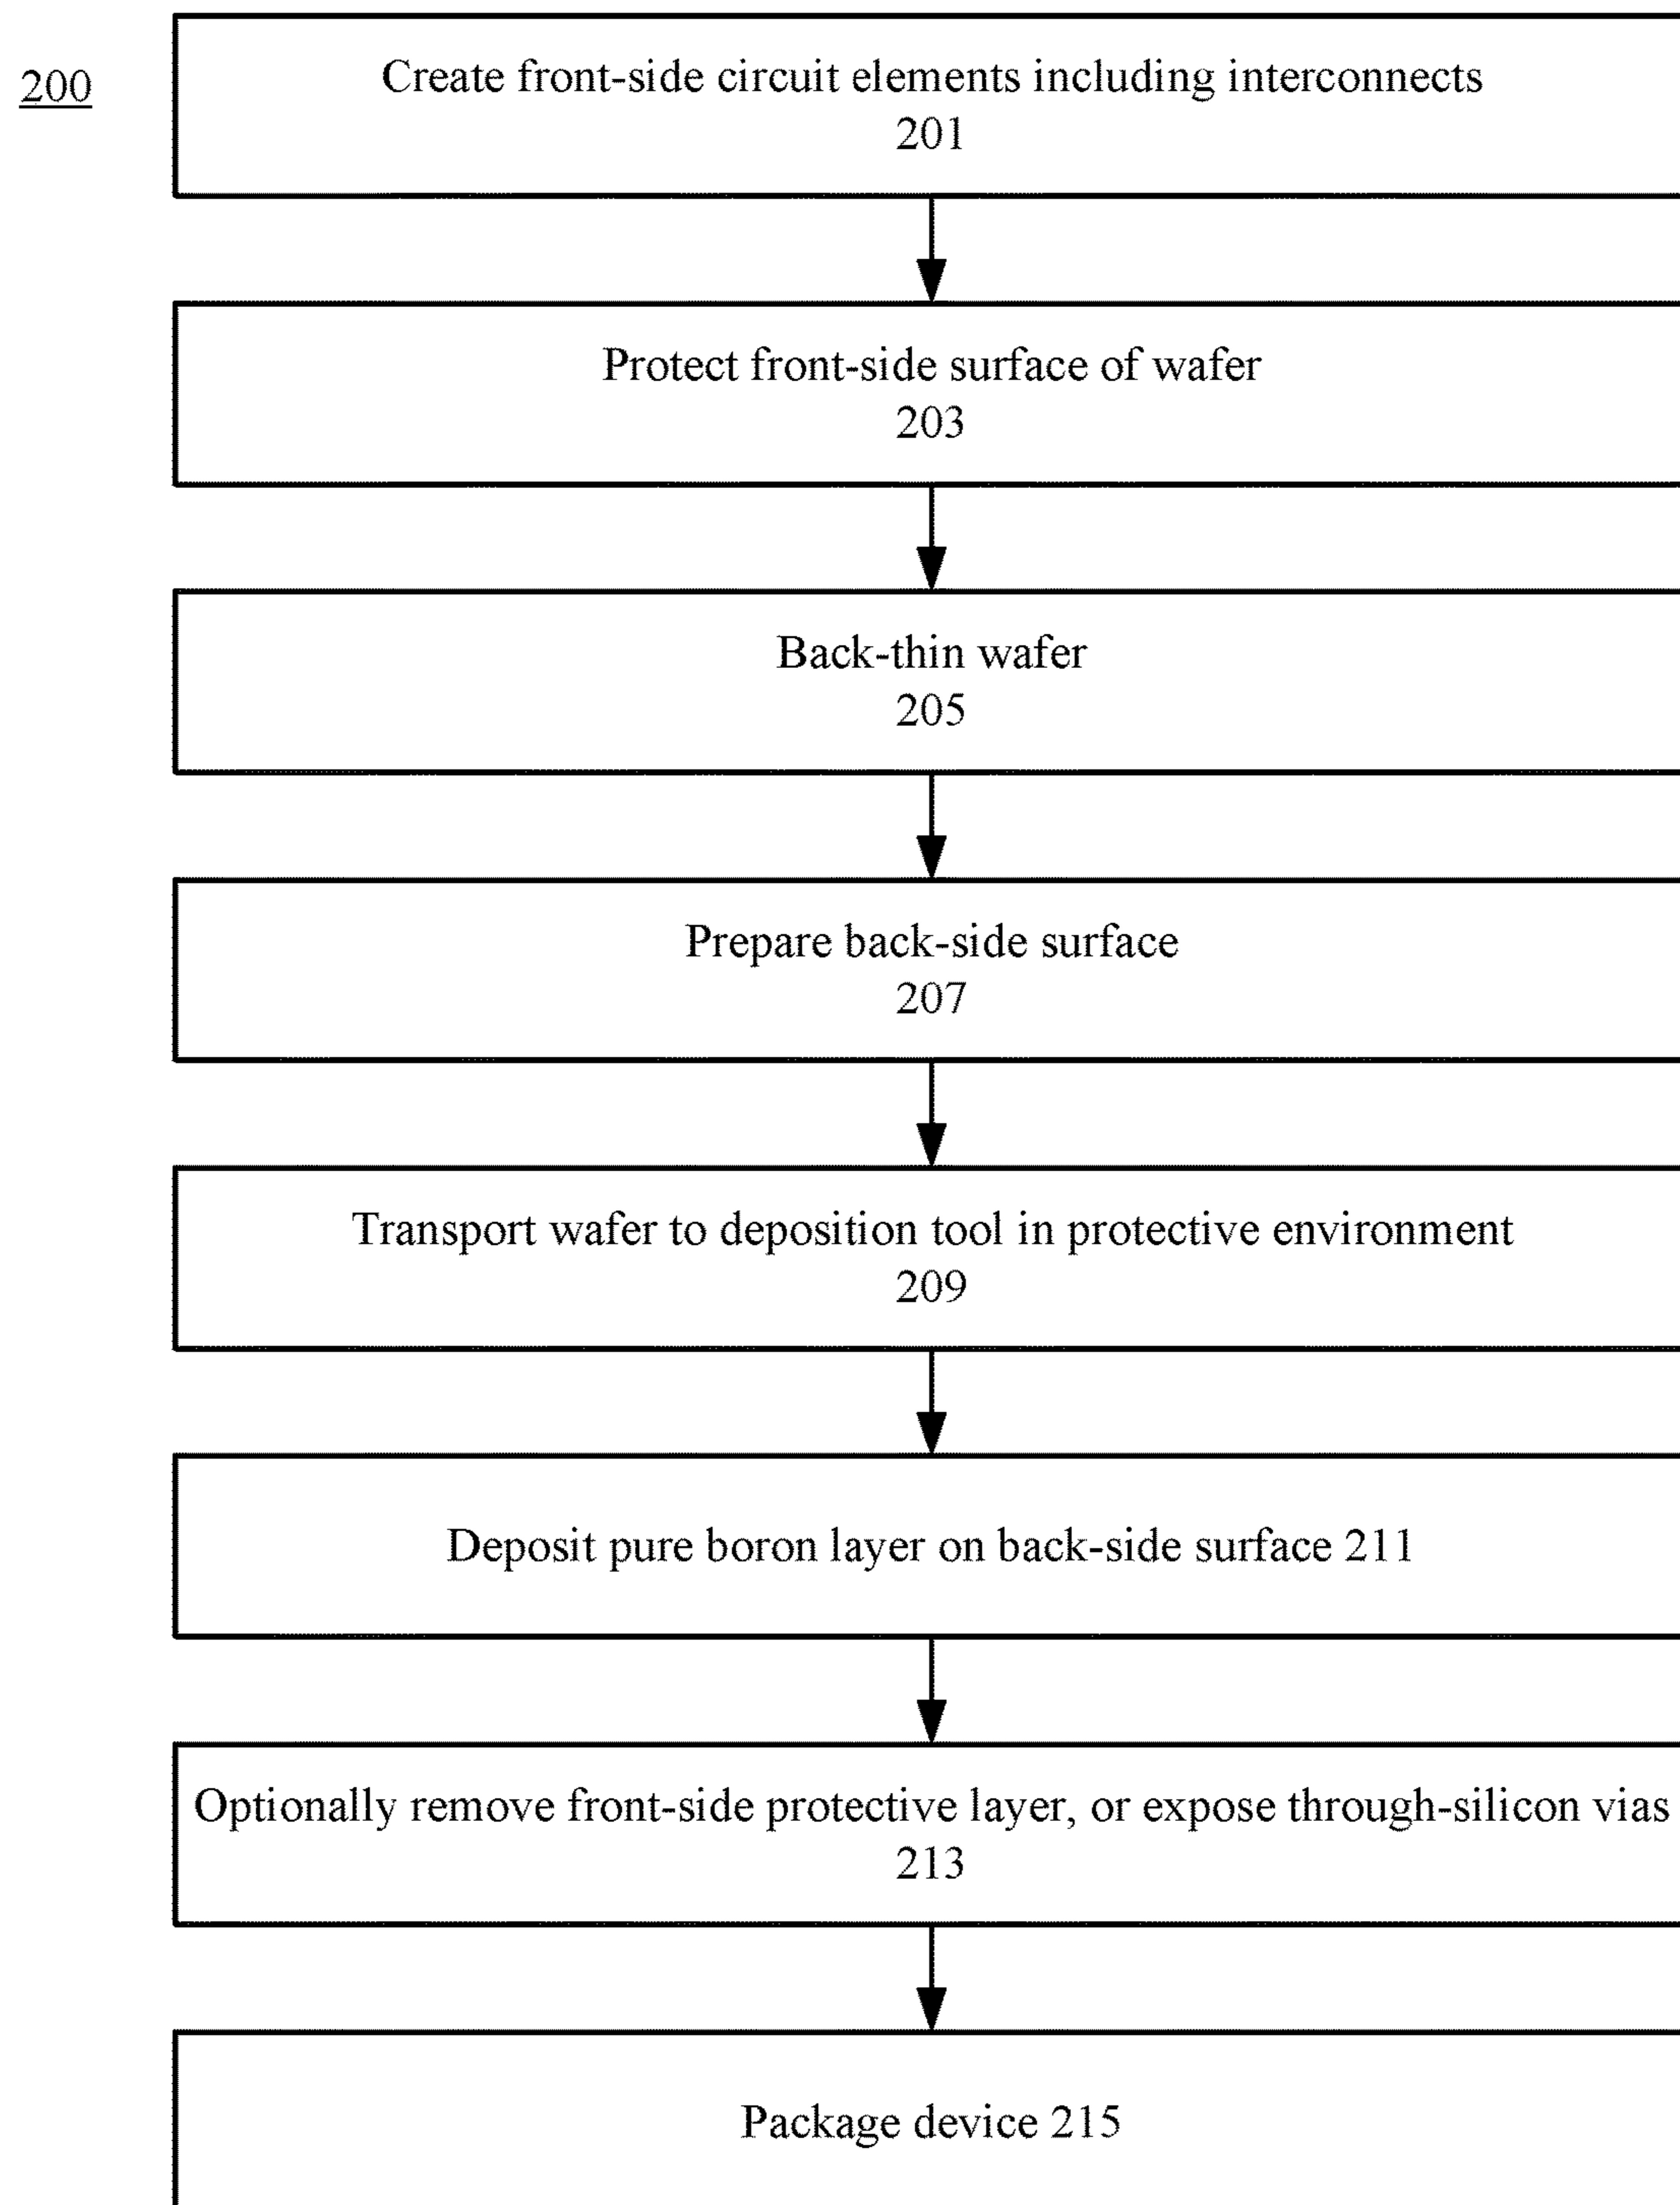 200
Create front-side circuit elements including interconnects
201
Protect front-side surface of wafer
203
Back-thin wafer
205
Prepare back-side surface
207
Transport wafer to deposition tool in protective environment
209
Deposit pure boron layer on back-side surface 211
Optionally remove front-side protective layer, or expose through-silicon vias
213
Package device 215